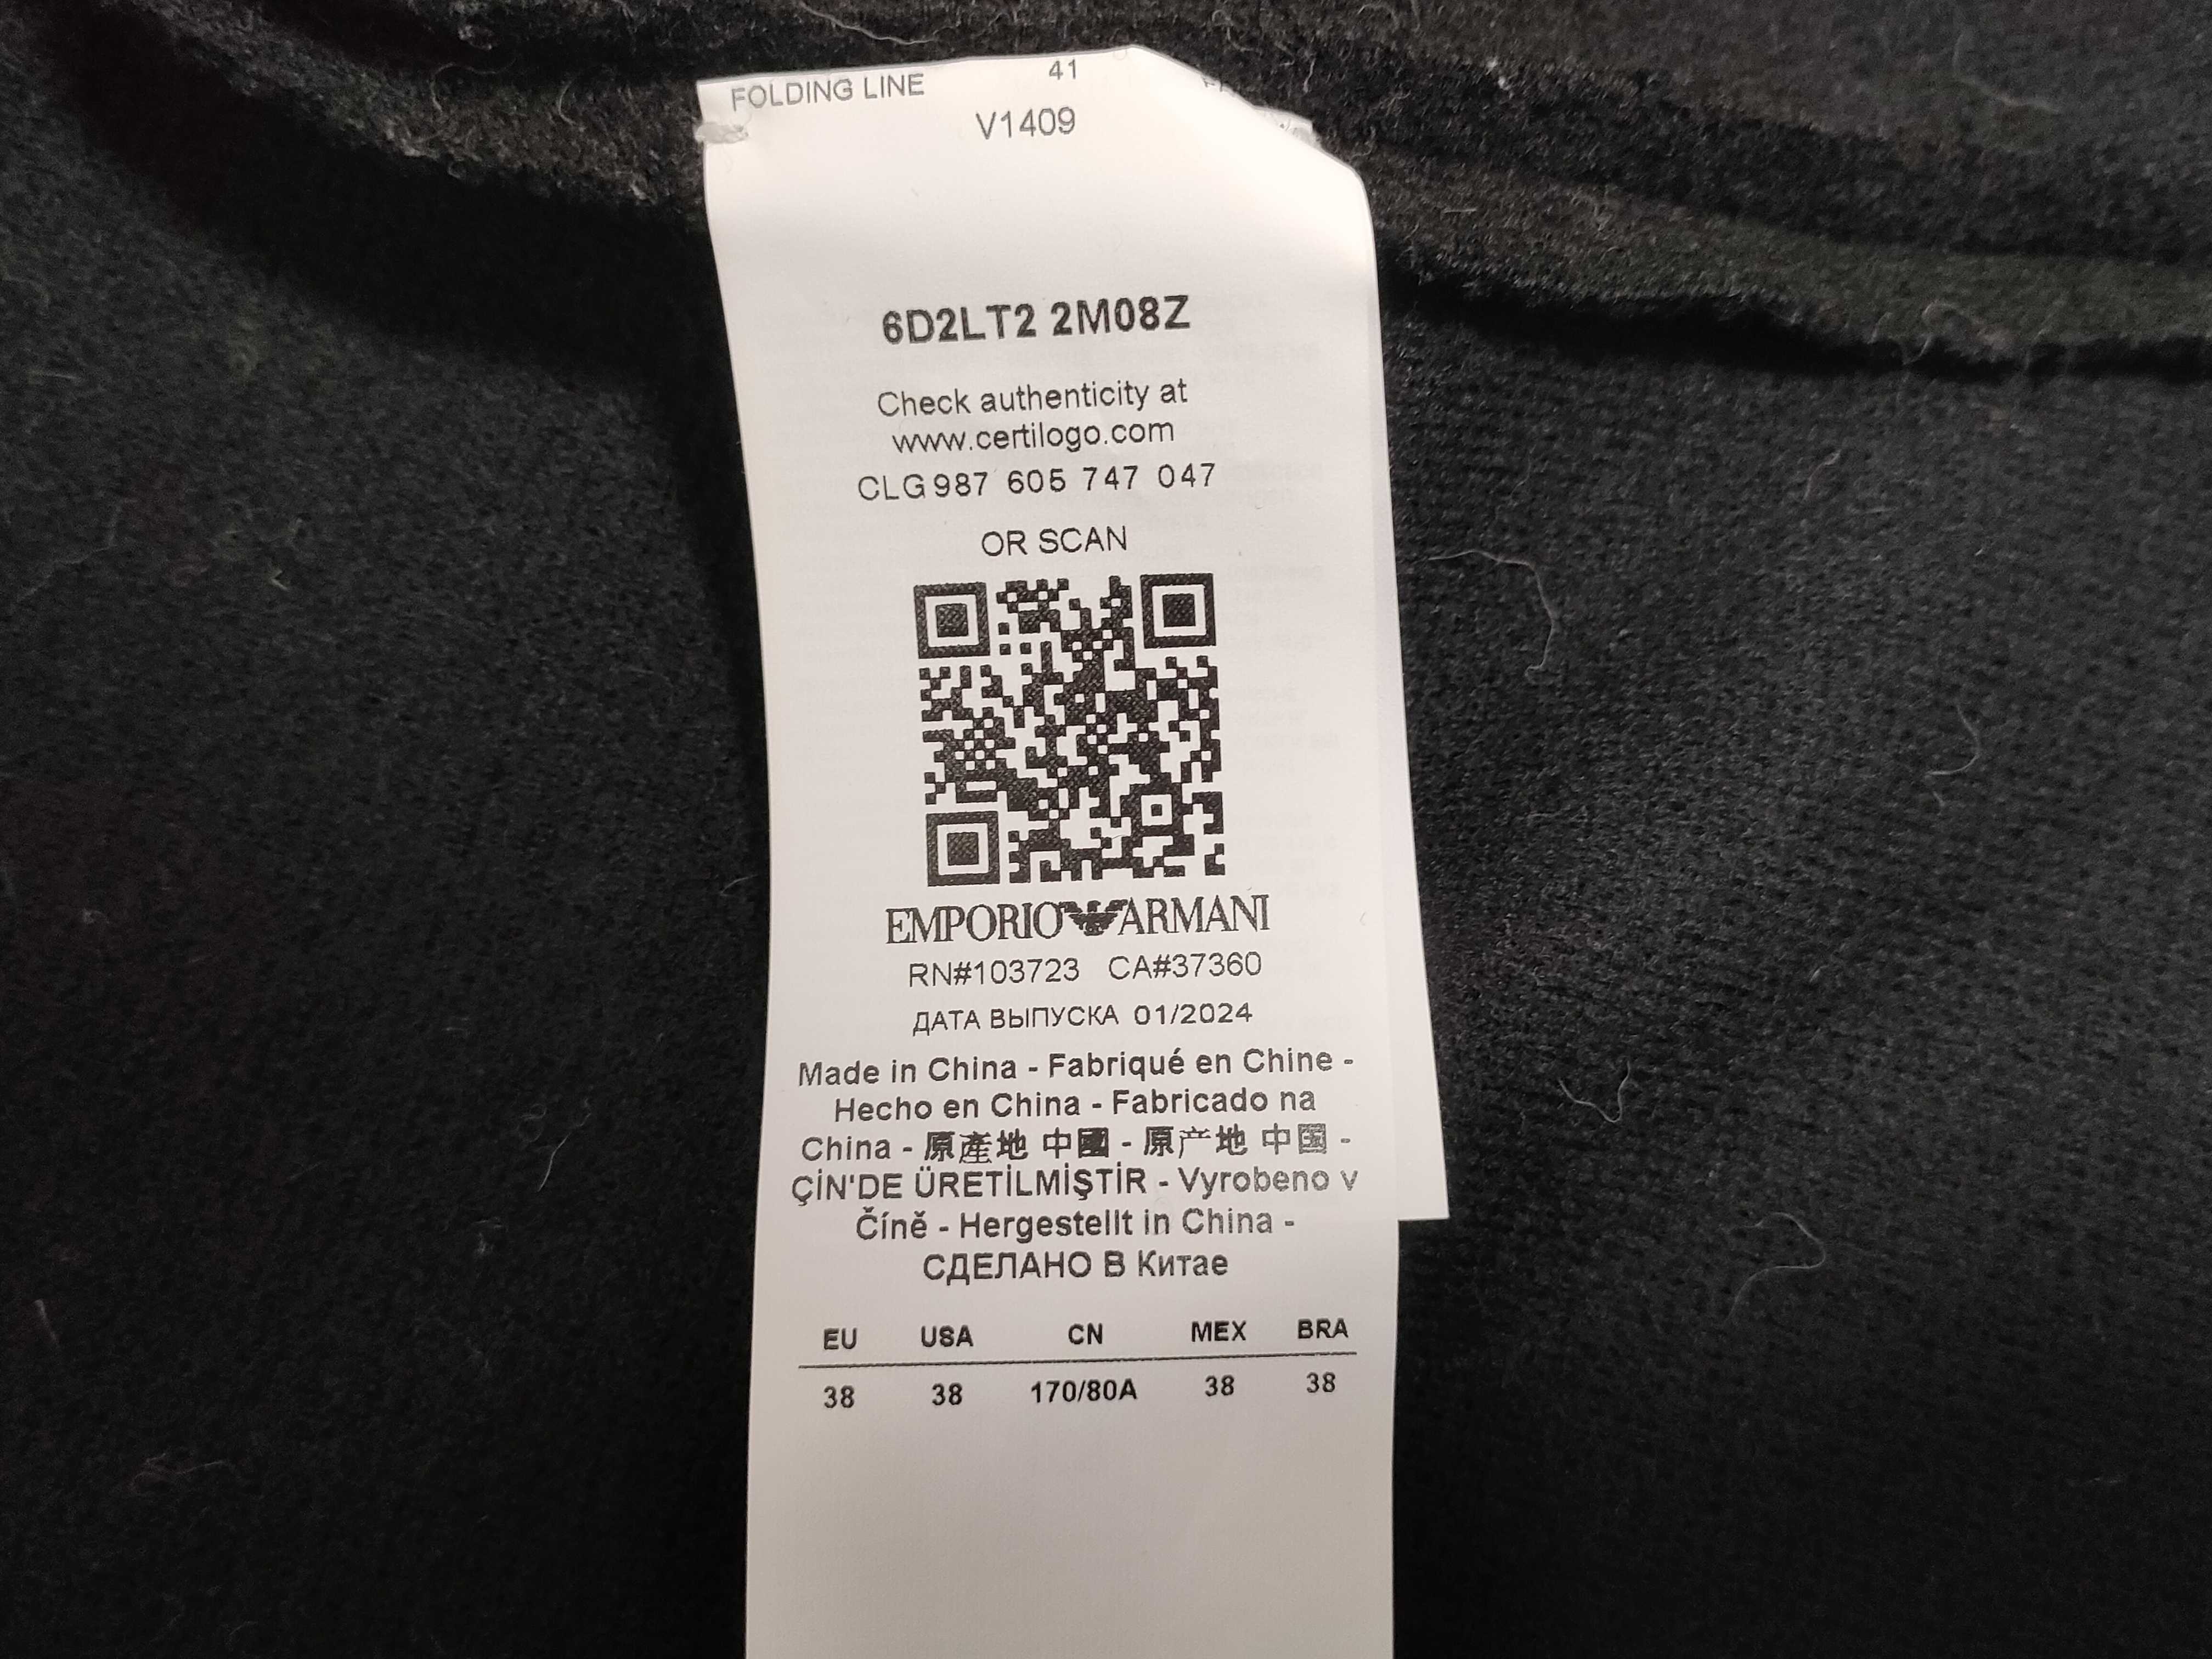 FOLDING LINE 41
V1409
6D2LT2 2M08Z
Check authenticity at
www.certilogo.com
CLG 987 605 747 047
OR SCAN
EMPORIO ARMANI
RN#103723 CA#37360
ДАТА ВЫПУСКА 01/2024
Made in China - Fabriqué en Chine -
Hecho en China - Fabricado na
China - 原產地 中國 - 原产地 中国 -
ÇİN'DE ÜRETİLMİŞTİR - Vyrobeno v
Číně - Hergestellt in China -
СДЕЛАНО В Китае
EU USA CN MEX BRA
38 38 170/80A 38 38